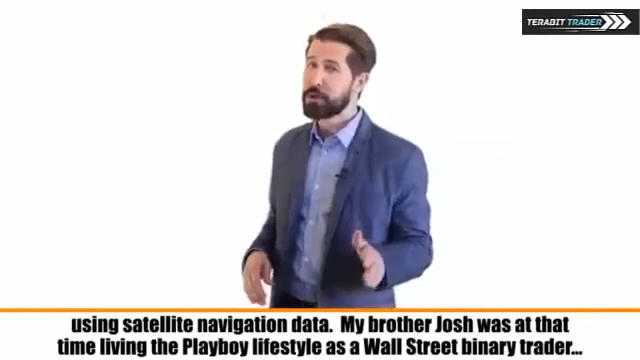 TERABIT TRADER
using satellite navigation data. My brother Josh was at that
time living the Playboy lifestyle as a Wall Street binary trader...